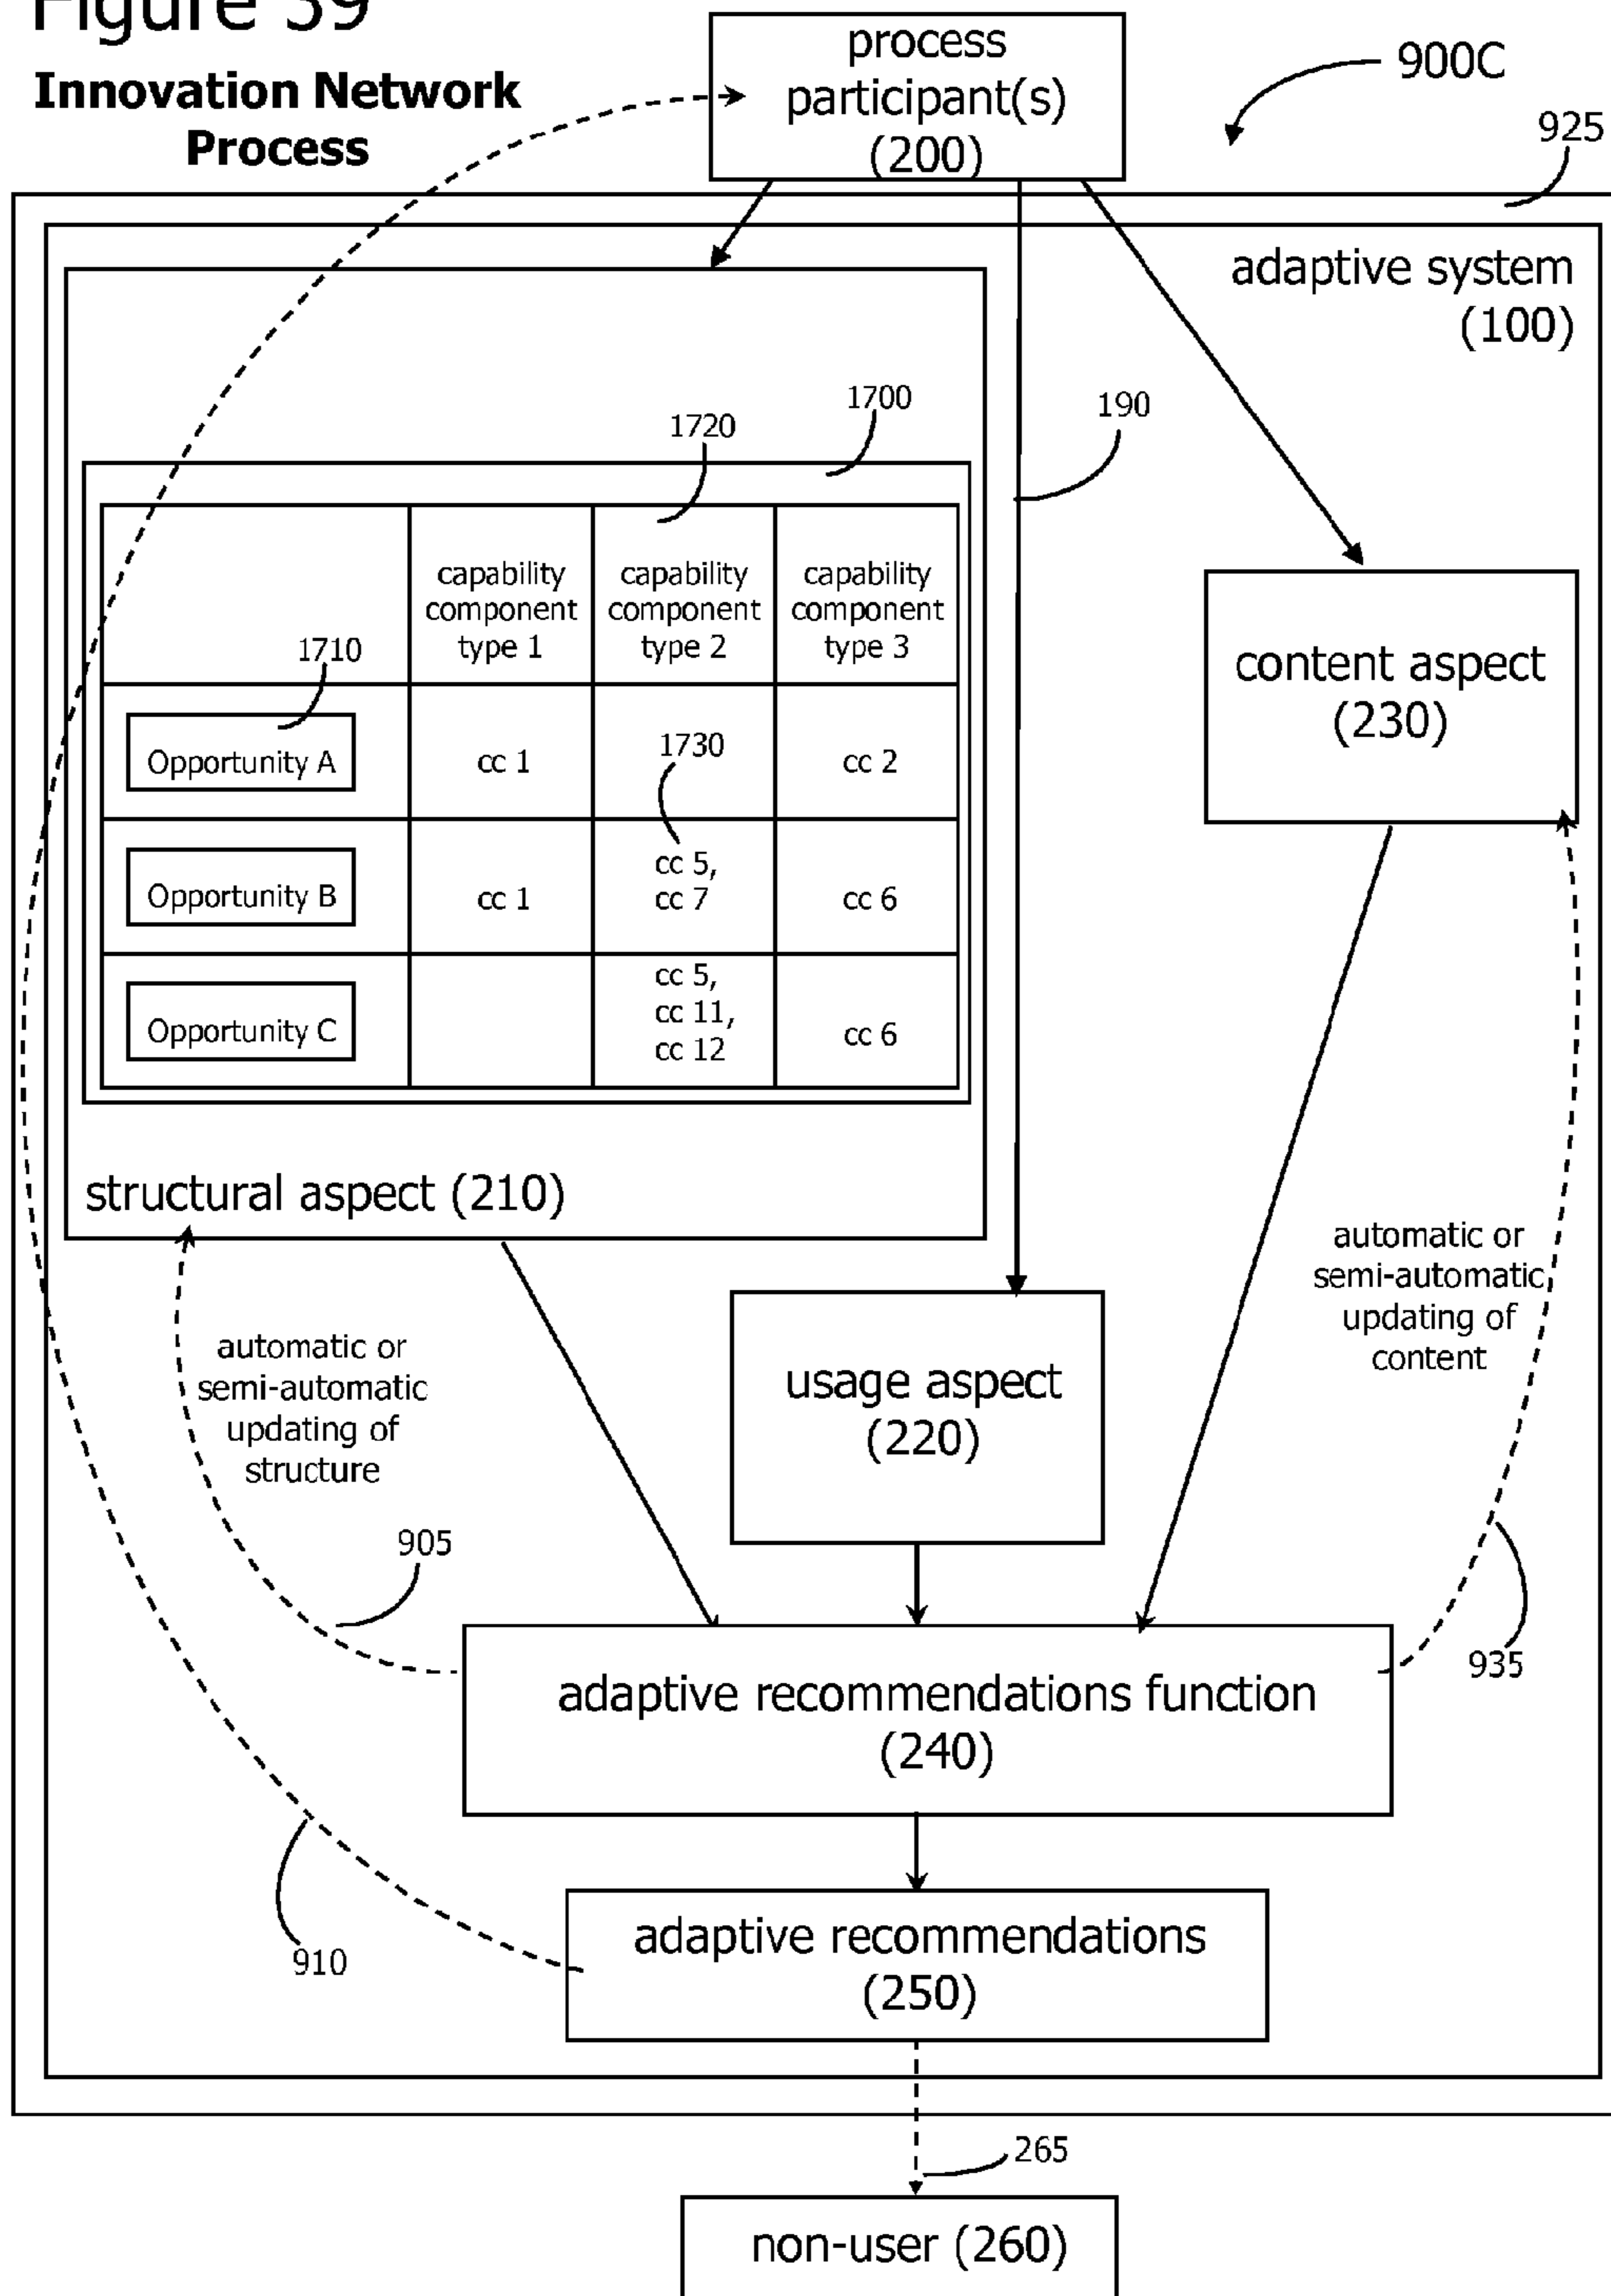 Figure 39
Innovation Network
Process
process
participant(s)
(200)
900C
925
adaptive system
(100)
1700
1720
190
capability
component
type 1
capability
component
type 2
capability
component
type 3
1710
Opportunity A
cc 1
1730
cc 2
Opportunity B
cc 1
cc 5,
cc 7
cc 6
Opportunity C
cc 5,
cc 11,
cc 12
cc 6
structural aspect (210)
content aspect
(230)
automatic or
semi-automatic
updating of
content
automatic or
semi-automatic
updating of
structure
usage aspect
(220)
905
935
adaptive recommendations function
(240)
910
adaptive recommendations
(250)
265
non-user (260)